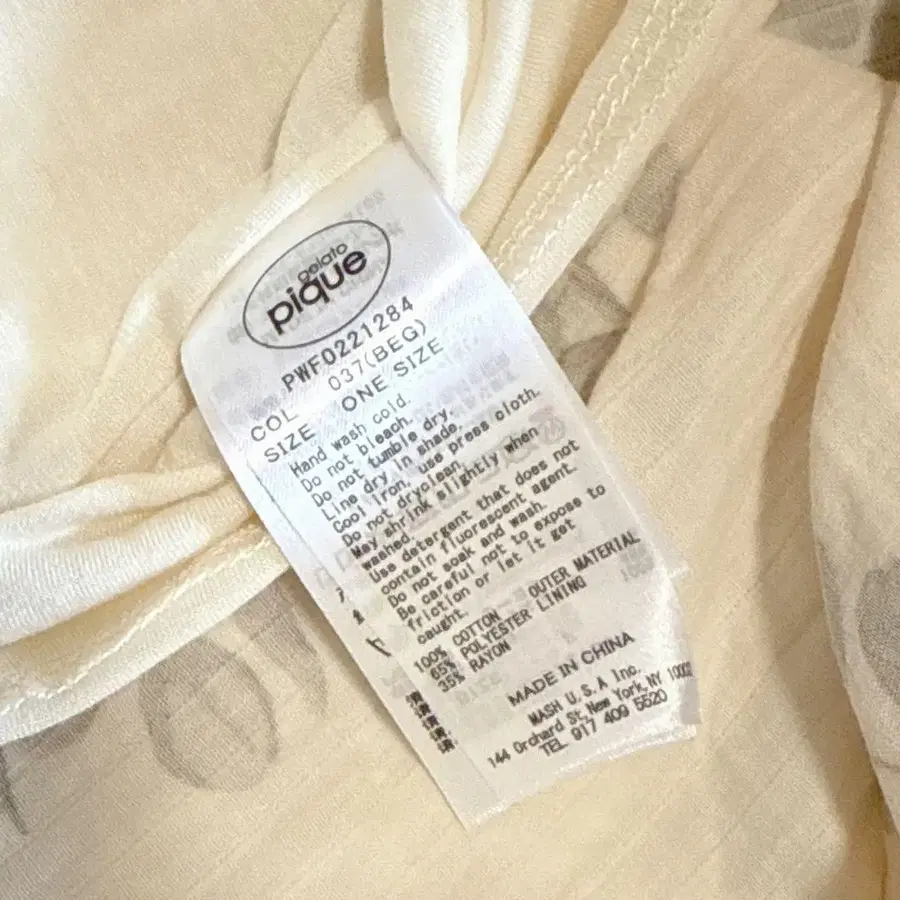 gelato
pique
PWFO221284
COL 037(BEG)
SIZE ONE SIZE
Hand wash cold.
Do not bleach.
Do not tumble dry.
Line dry in shade.
Cool iron, use press cloth.
Do not dryclean.
May shrink slightly when
washed.
Use detergent that does not
contain fluorescent agent.
Do not soak and wash.
Be careful not to expose to
friction or let it get
caught.
100% COTTON OUTER MATERIAL
65% POLYESTER LINING
35% RAYON
MADE IN CHINA
MASH U.S.A Inc.
144 Orchard St, New York, NY 10002
TEL 917 409 5520